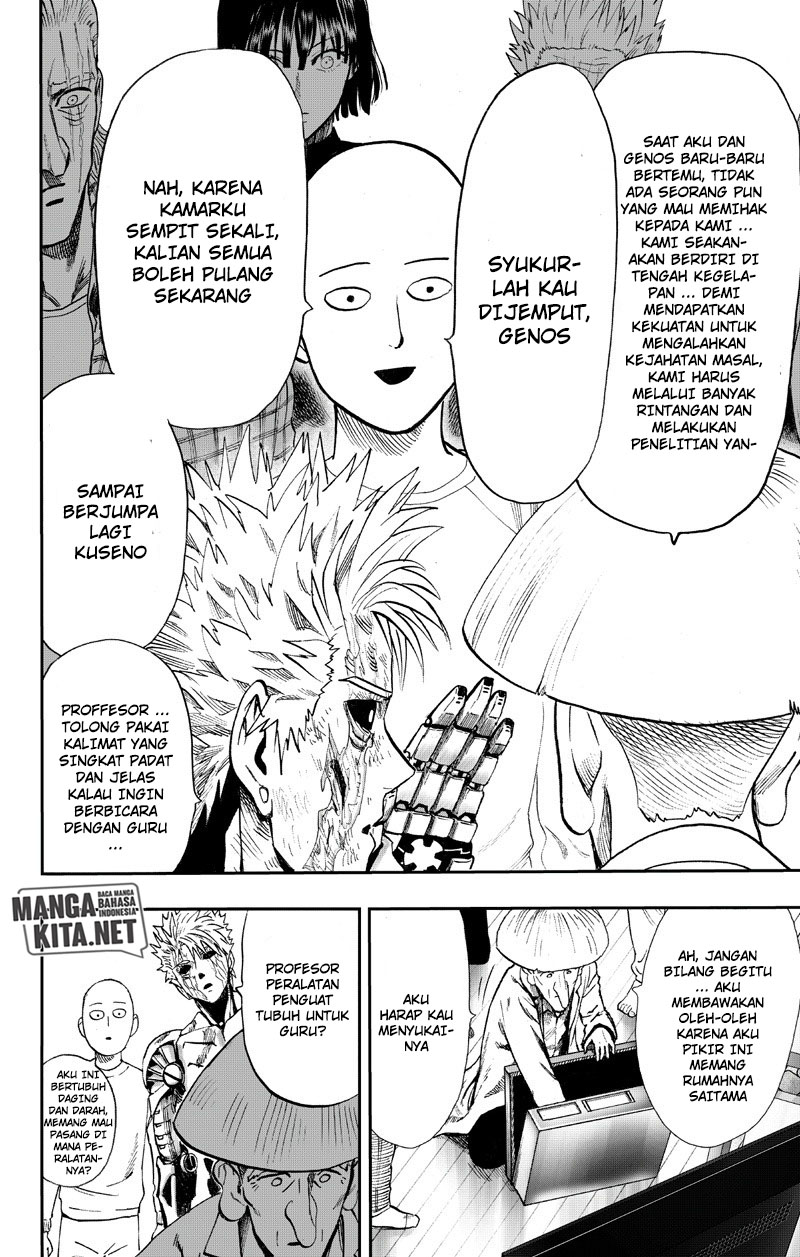 SAAT AKU DAN
GENOS BARU-BARU
BERTEMU, TIDAK
ADA SEORANG PUN
YANG MAU MEMIHAK
KEPADA KAMI ...
KAMI SEAKAN-
AKAN BERDIRI DI
TENGAH KEGELA-
PAN ... DEMI
MENDAPATKAN
KEKUATAN UNTUK
MENGALAHKAN
KEJAHATAN MASAL,
KAMI HARUS
MELALUI BANYAK
RINTANGAN DAN
MELAKUKAN
PENELITIAN YAN-
SYUKUR-
LAH KAU
DIJEMPUT,
GENOS
NAH, KARENA
KAMARKU
SEMPIT SEKALI,
KALIAN SEMUA
BOLEH PULANG
SEKARANG
SAMPAI
BERJUMPA
LAGI
KUSENO
PROFFESOR ...
TOLONG PAKAI
KALIMAT YANG
SINGKAT PADAT
DAN JELAS
KALAU INGIN
BERBICARA
DENGAN GURU
...
AH, JANGAN
BILANG BEGITU
... AKU
MEMBAWAKAN
OLEH-OLEH
KARENA AKU
PIKIR INI
MEMANG
RUMAHNYA
SAITAMA
AKU
HARAP KAU
MENYUKAI-
NYA
PROFESOR
PERALATAN
PENGUAT
TUBUH UNTUK
GURU?
AKU INI
BERTUBUH
DAGING
DAN DARAH,
MEMANG MAU
PASANG DI
MANA PE-
RALATAN-
NYA?
MANGA
KITA.NET
BACA MANGA
BAHASA
INDONESIA